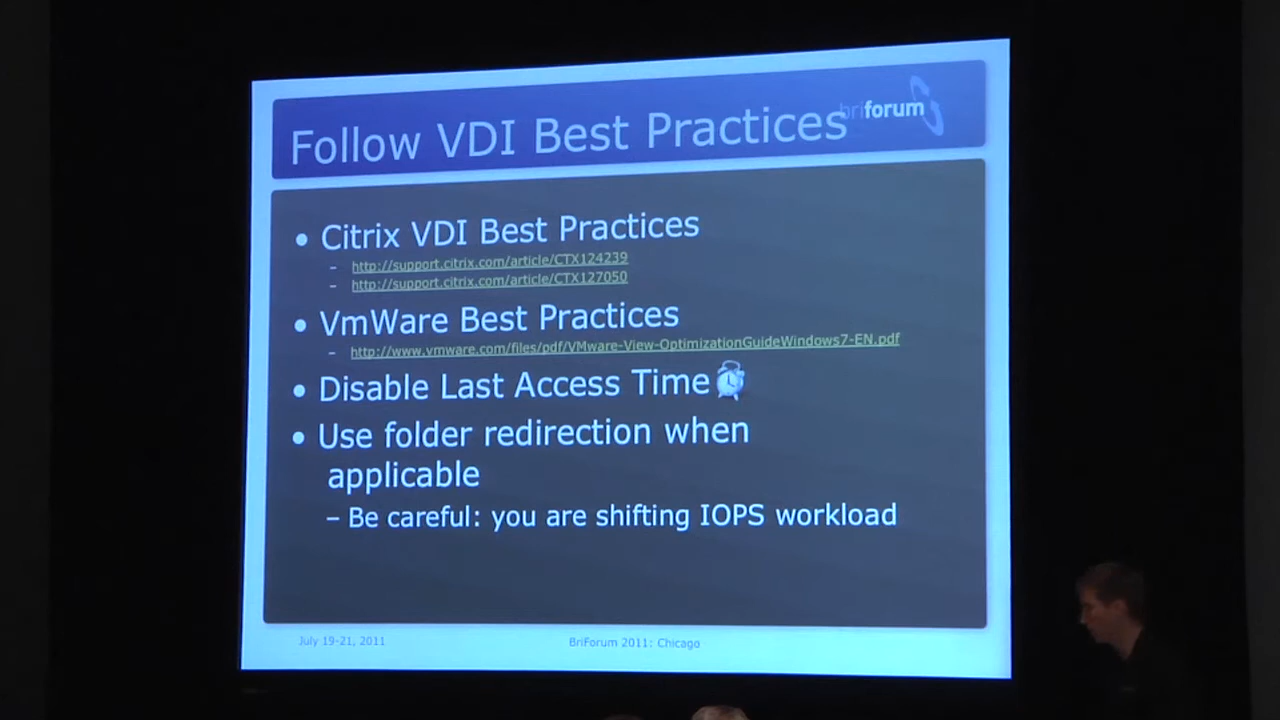 briforum
Follow VDI Best Practices
• Citrix VDI Best Practices
– http://support.citrix.com/article/CTX124239
– http://support.citrix.com/article/CTX127050
• VmWare Best Practices
– http://www.vmware.com/files/pdf/VMware-View-OptimizationGuideWindows7-EN.pdf
• Disable Last Access Time
• Use folder redirection when
applicable
– Be careful: you are shifting IOPS workload
July 19-21, 2011
BriForum 2011: Chicago